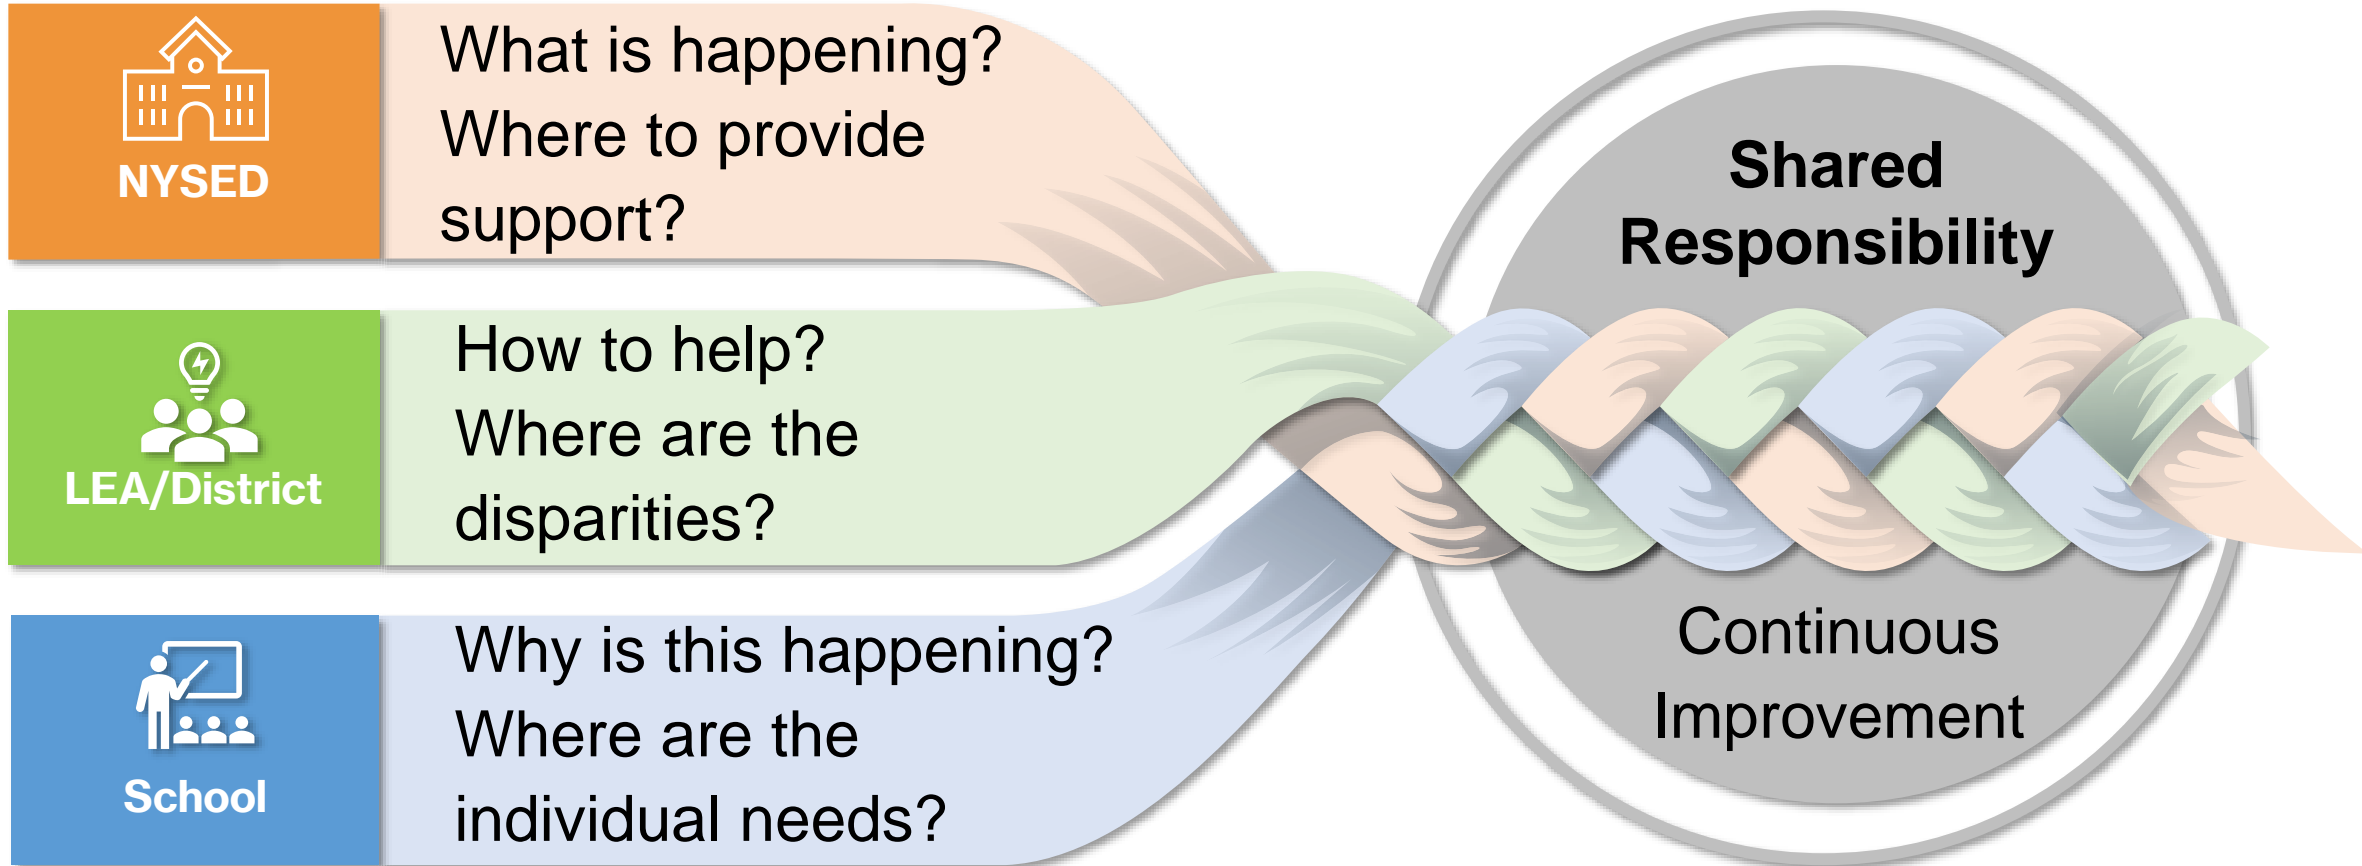 NYSED
What is happening?
Where to provide
support?
LEA/District
How to help?
Where are the
disparities?
School
Why is this happening?
Where are the
individual needs?
Shared
Responsibility
Continuous
Improvement